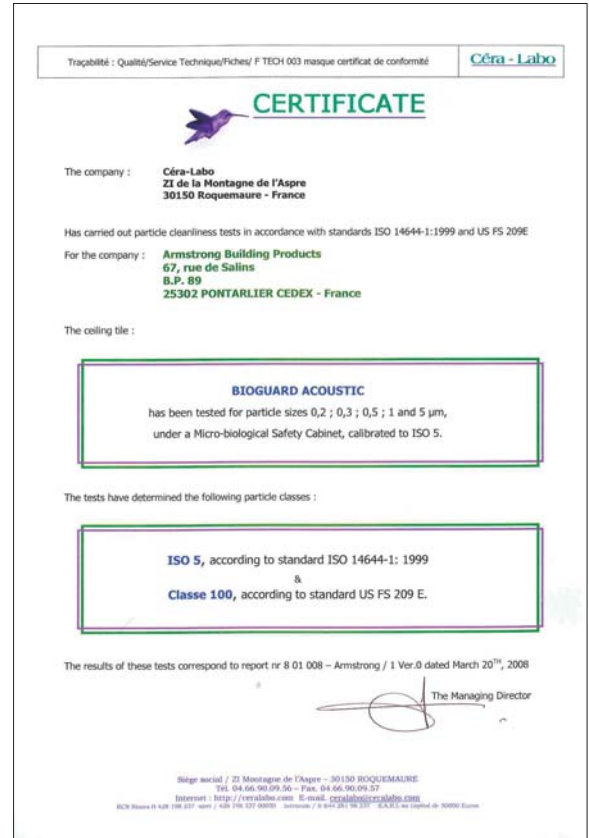 Traçabilité : Qualité/Service Technique/Fiches/ F TECH 003 masque certificat de conformité
Céra - Labo
CERTIFICATE
The company : Céra-Labo
ZI de la Montagne de l'Aspre
30150 Roquemaure - France
Has carried out particle cleanliness tests in accordance with standards ISO 14644-1:1999 and US FS 209E
For the company : Armstrong Building Products
67, rue de Salins
B.P. 89
25302 PONTARLIER CEDEX - France
The ceiling tile :
BIOGUARD ACOUSTIC
has been tested for particle sizes 0,2 ; 0,3 ; 0,5 ; 1 and 5 µm,
under a Micro-biological Safety Cabinet, calibrated to ISO 5.
The tests have determined the following particle classes :
ISO 5, according to standard ISO 14644-1: 1999
&
Classe 100, according to standard US FS 209 E.
The results of these tests correspond to report nr 8 01 008 – Armstrong / 1 Ver.0 dated March 20TH, 2008
The Managing Director
Siège social / ZI Montagne de l'Aspre – 30150 ROQUEMAURE
Tél. 04.66.90.09.56 – Fax. 04.66.90.09.57
Internet : http://ceralabo.com E-mail. ceralabo@ceralabo.com